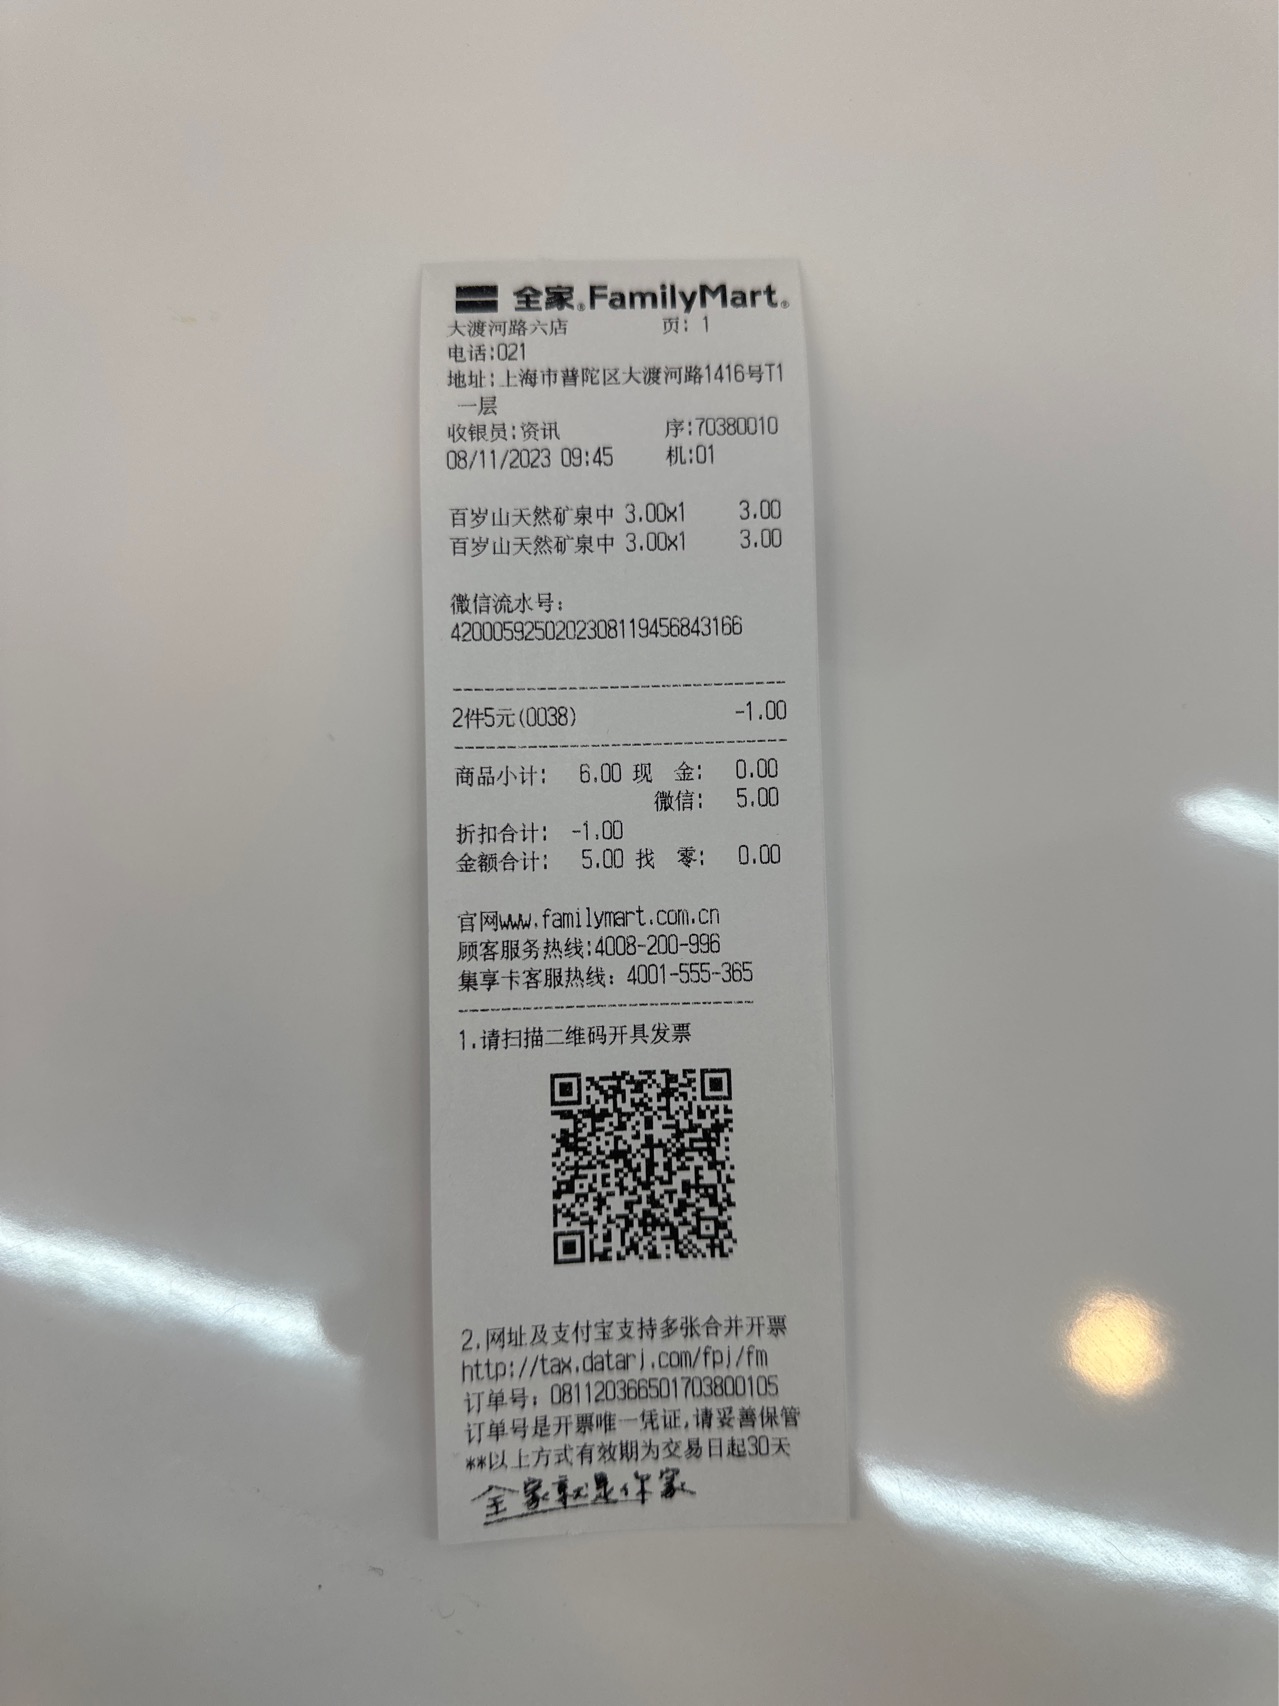 全家®FamilyMart®
大渡河路六店 页: 1
电话:021
地址:上海市普陀区大渡河路1416号T1
一层
收银员:资讯 序:70380010
08/11/2023 09:45 机:01
百岁山天然矿泉中 3.00x1 3.00
百岁山天然矿泉中 3.00x1 3.00
微信流水号:
4200059250202308119456843166
2件5元(0038) -1.00
商品小计: 6.00 现 金: 0.00
微信: 5.00
折扣合计: -1.00
金额合计: 5.00 找 零: 0.00
官网www.familymart.com.cn
顾客服务热线:4008-200-996
集享卡客服热线: 4001-555-365
1.请扫描二维码开具发票
2.网址及支付宝支持多张合并开票
http://tax.datarj.com/fpj/fm
订单号: 0811203665017038001​05
订单号是开票唯一凭证,请妥善保管
**以上方式有效期为交易日起30天
全家就是你家